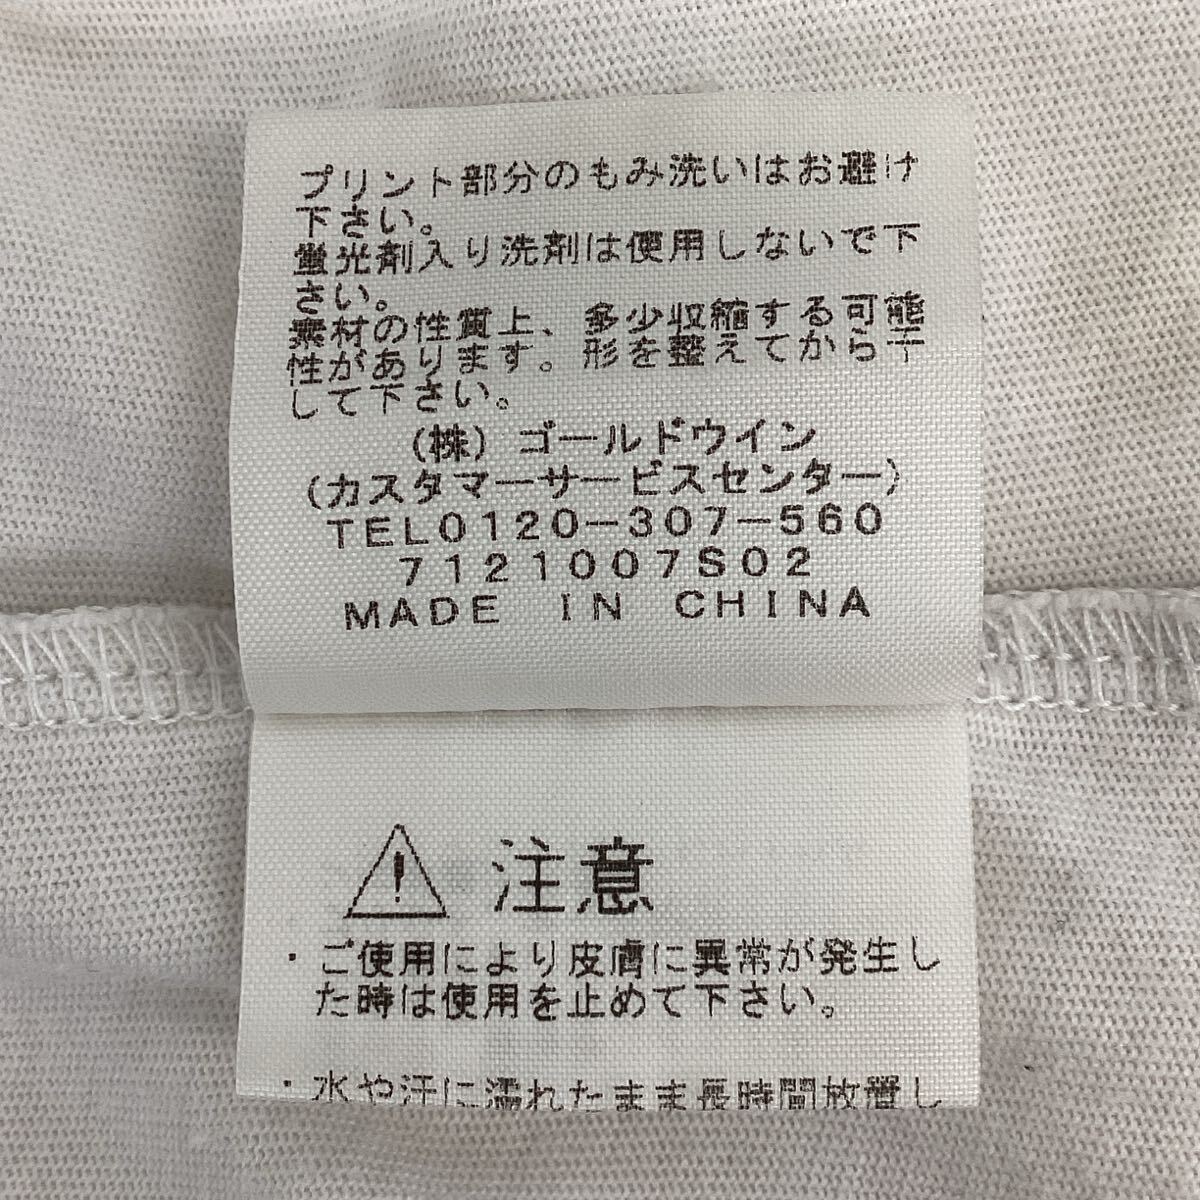 プリント部分のもみ洗いはお避け
下さい。
蛍光剤入り洗剤は使用しないで下
さい。
素材の性質上、多少収縮する可能
性があります。形を整えてから干
して下さい。
(株)ゴールドウイン
(カスタマーサービスセンター)
TEL0120-307-560
7121007S02
MADE IN CHINA
注意
・ご使用により皮膚に異常が発生し
た時は使用を止めて下さい。
・水や汗に濡れたまま長時間放置し